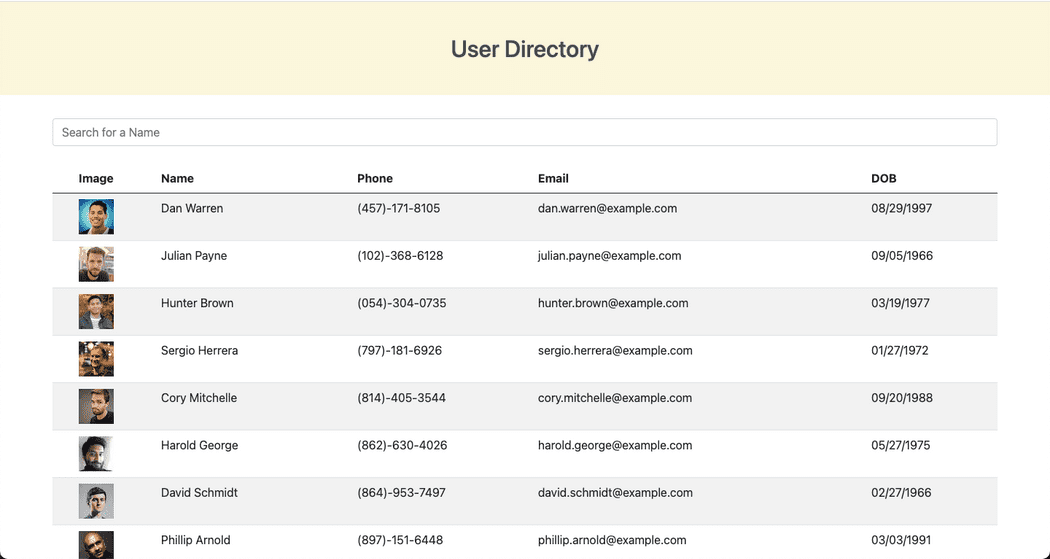 User Directory
Search for a Name
Image Name Phone Email DOB
Dan Warren (457)-171-8105 dan.warren@example.com 08/29/1997
Julian Payne (102)-368-6128 julian.payne@example.com 09/05/1966
Hunter Brown (054)-304-0735 hunter.brown@example.com 03/19/1977
Sergio Herrera (797)-181-6926 sergio.herrera@example.com 01/27/1972
Cory Mitchelle (814)-405-3544 cory.mitchelle@example.com 09/20/1988
Harold George (862)-630-4026 harold.george@example.com 05/27/1975
David Schmidt (864)-953-7497 david.schmidt@example.com 02/27/1966
Phillip Arnold (897)-151-6448 phillip.arnold@example.com 03/03/1991